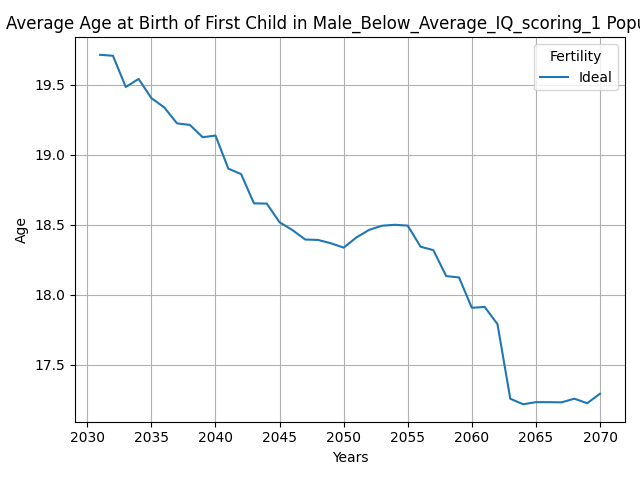 Average Age at Birth of First Child in Male_Below_Average_IQ_scoring_1 Popu
Fertility
Ideal
19.5
19.0
18.5
18.0
17.5
Age
2030 2035 2040 2045 2050 2055 2060 2065 2070
Years